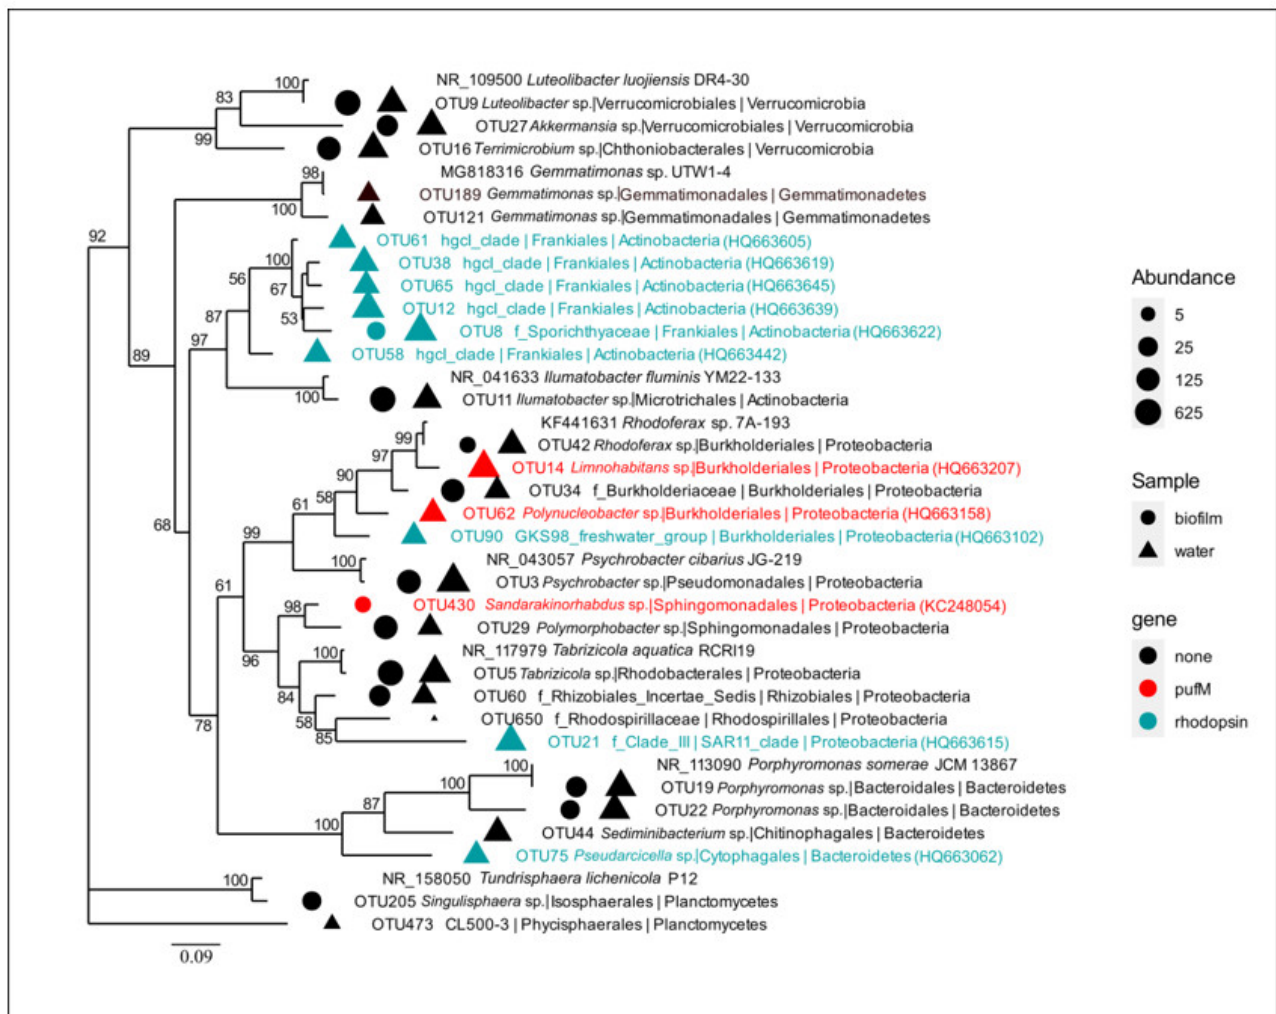 100
NR_109500 Luteolibacter luojiensis DR4-30
83
OTU9 Luteolibacter sp.|Verrucomicrobiales | Verrucomicrobia
OTU27 Akkermansia sp.|Verrucomicrobiales | Verrucomicrobia
99
OTU16 Terrimicrobium sp.|Chthoniobacterales | Verrucomicrobia
98
MG818316 Gemmatimonas sp. UTW1-4
OTU189 Gemmatimonas sp.|Gemmatimonadales | Gemmatimonadetes
100
OTU121 Gemmatimonas sp.|Gemmatimonadales | Gemmatimonadetes
92
OTU61 hgcl_clade | Frankiales | Actinobacteria (HQ663605)
100
OTU38 hgcl_clade | Frankiales | Actinobacteria (HQ663619)
56
67
OTU65 hgcl_clade | Frankiales | Actinobacteria (HQ663645)
87
53
OTU12 hgcl_clade | Frankiales | Actinobacteria (HQ663639)
OTU8 f_Sporichthyaceae | Frankiales | Actinobacteria (HQ663622)
89
97
OTU58 hgcl_clade | Frankiales | Actinobacteria (HQ663442)
NR_041633 Ilumatobacter fluminis YM22-133
100
OTU11 Ilumatobacter sp.|Microtrichales | Actinobacteria
KF441631 Rhodoferax sp. 7A-193
99
OTU42 Rhodoferax sp.|Burkholderiales | Proteobacteria
97
OTU14 Limnohabitans sp.|Burkholderiales | Proteobacteria (HQ663207)
90
OTU34 f_Burkholderiaceae | Burkholderiales | Proteobacteria
58
61
OTU62 Polynucleobacter sp.|Burkholderiales | Proteobacteria (HQ663158)
68
99
OTU90 GKS98_freshwater_group | Burkholderiales | Proteobacteria (HQ663102)
100
NR_043057 Psychrobacter cibarius JG-219
OTU3 Psychrobacter sp.|Pseudomonadales | Proteobacteria
61
98
OTU430 Sandarakinorhabdus sp.|Sphingomonadales | Proteobacteria (KC248054)
OTU29 Polymorphobacter sp.|Sphingomonadales | Proteobacteria
96
100
NR_117979 Tabrizicola aquatica RCRI19
OTU5 Tabrizicola sp.|Rhodobacterales | Proteobacteria
84
OTU60 f_Rhizobiales_Incertae_Sedis | Rhizobiales | Proteobacteria
78
58
OTU650 f_Rhodospirillaceae | Rhodospirillales | Proteobacteria
85
OTU21 f_Clade_III | SAR11_clade | Proteobacteria (HQ663615)
100
NR_113090 Porphyromonas somerae JCM 13867
100
OTU19 Porphyromonas sp.|Bacteroidales | Bacteroidetes
87
OTU22 Porphyromonas sp.|Bacteroidales | Bacteroidetes
100
OTU44 Sediminibacterium sp.|Chitinophagales | Bacteroidetes
OTU75 Pseudarcicella sp.|Cytophagales | Bacteroidetes (HQ663062)
100
NR_158050 Tundrisphaera lichenicola P12
OTU205 Singulisphaera sp.|Isosphaerales | Planctomycetes
OTU473 CL500-3 | Phycisphaerales | Planctomycetes
0.09
Abundance
5
25
125
625
Sample
biofilm
water
gene
none
pufM
rhodopsin